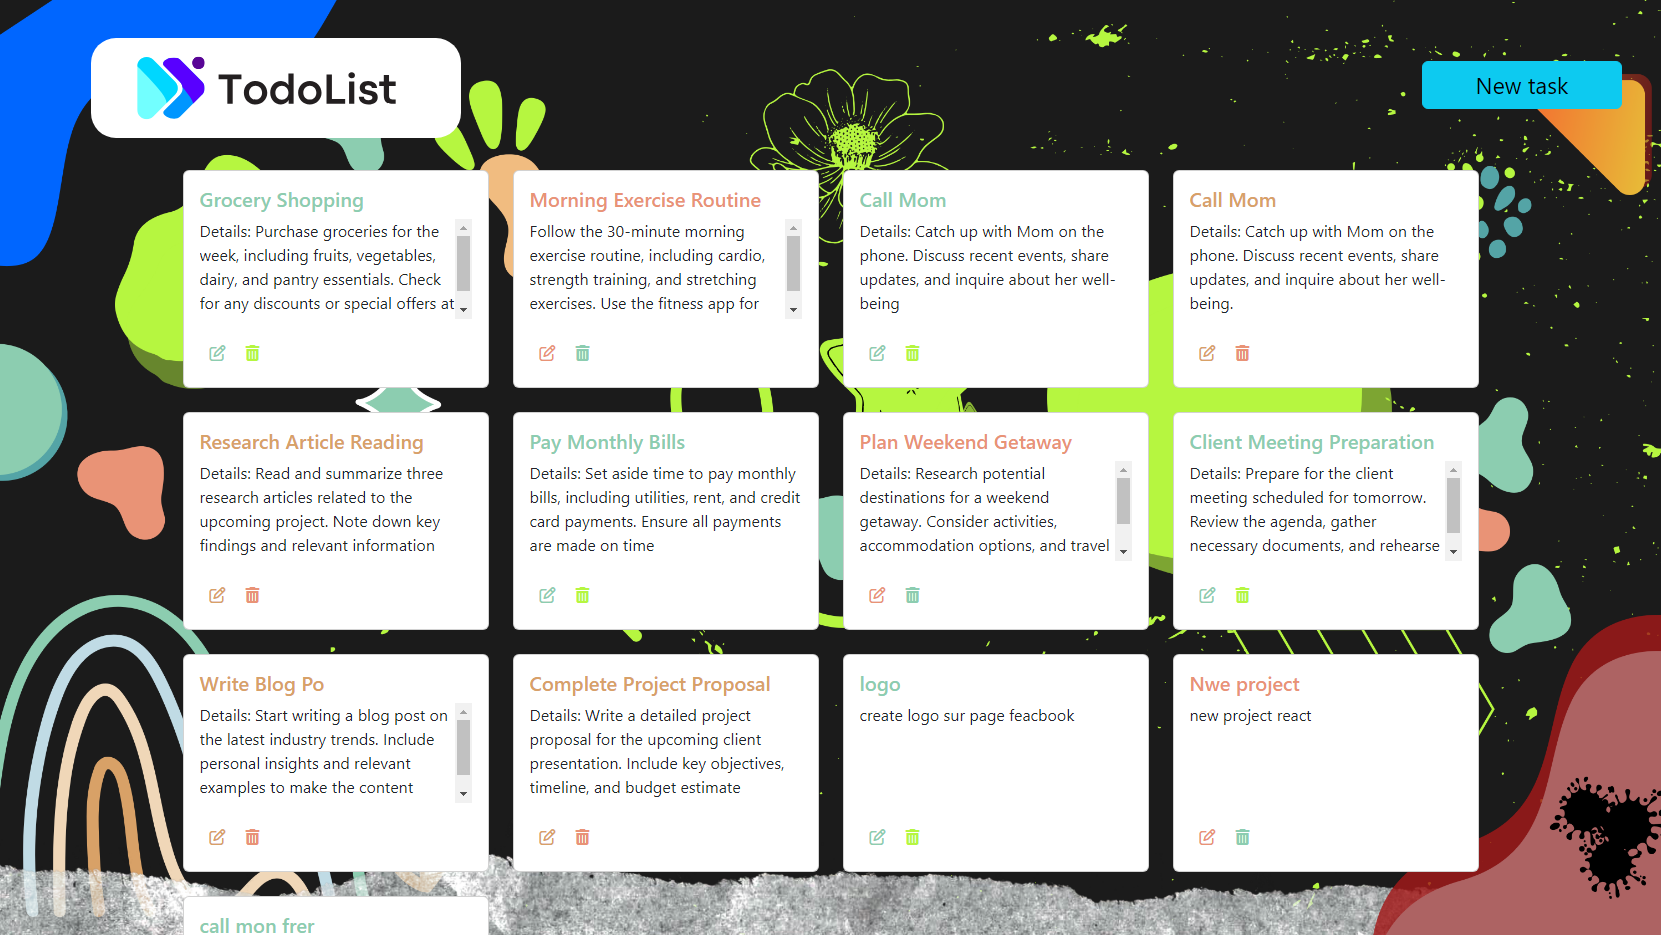 TodoList
New task
Grocery Shopping
Details: Purchase groceries for the
week, including fruits, vegetables,
dairy, and pantry essentials. Check
for any discounts or special offers at
Morning Exercise Routine
Follow the 30-minute morning
exercise routine, including cardio,
strength training, and stretching
exercises. Use the fitness app for
Call Mom
Details: Catch up with Mom on the
phone. Discuss recent events, share
updates, and inquire about her well-
being
Call Mom
Details: Catch up with Mom on the
phone. Discuss recent events, share
updates, and inquire about her well-
being.
Research Article Reading
Details: Read and summarize three
research articles related to the
upcoming project. Note down key
findings and relevant information
Pay Monthly Bills
Details: Set aside time to pay monthly
bills, including utilities, rent, and credit
card payments. Ensure all payments
are made on time
Plan Weekend Getaway
Details: Research potential
destinations for a weekend
getaway. Consider activities,
accommodation options, and travel
Client Meeting Preparation
Details: Prepare for the client
meeting scheduled for tomorrow.
Review the agenda, gather
necessary documents, and rehearse
Write Blog Po
Details: Start writing a blog post on
the latest industry trends. Include
personal insights and relevant
examples to make the content
Complete Project Proposal
Details: Write a detailed project
proposal for the upcoming client
presentation. Include key objectives,
timeline, and budget estimate
logo
create logo sur page feacbook
Nwe project
new project react
call mon frer